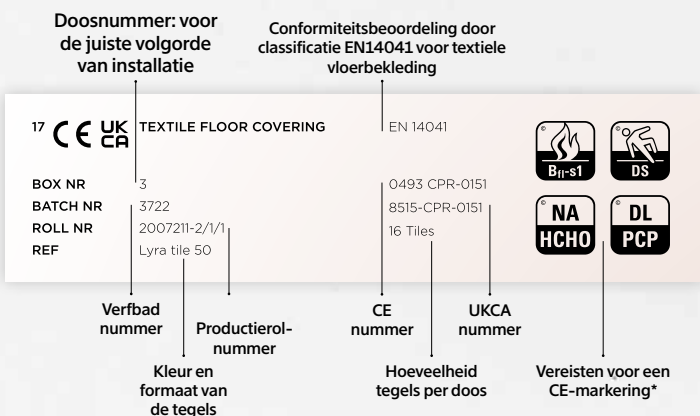 Doosnummer: voor
de juiste volgorde
van installatie
Conformiteitsbeoordeling door
classificatie EN14041 voor textiele
vloerbekleding
17 CE UK CA TEXTILE FLOOR COVERING EN 14041
BOX NR 3 0493 CPR-0151
BATCH NR 3722 8515-CPR-0151
ROLL NR 2007211-2/1/1 16 Tiles
REF Lyra tile 50
© Bfl-s1
© DS
© NA HCHO
© DL PCP
Verfbad
nummer
Productierol-
nummer
CE
nummer
UKCA
nummer
Kleur en
formaat van
de tegels
Hoeveelheid
tegels per doos
Vereisten voor een
CE-markering*